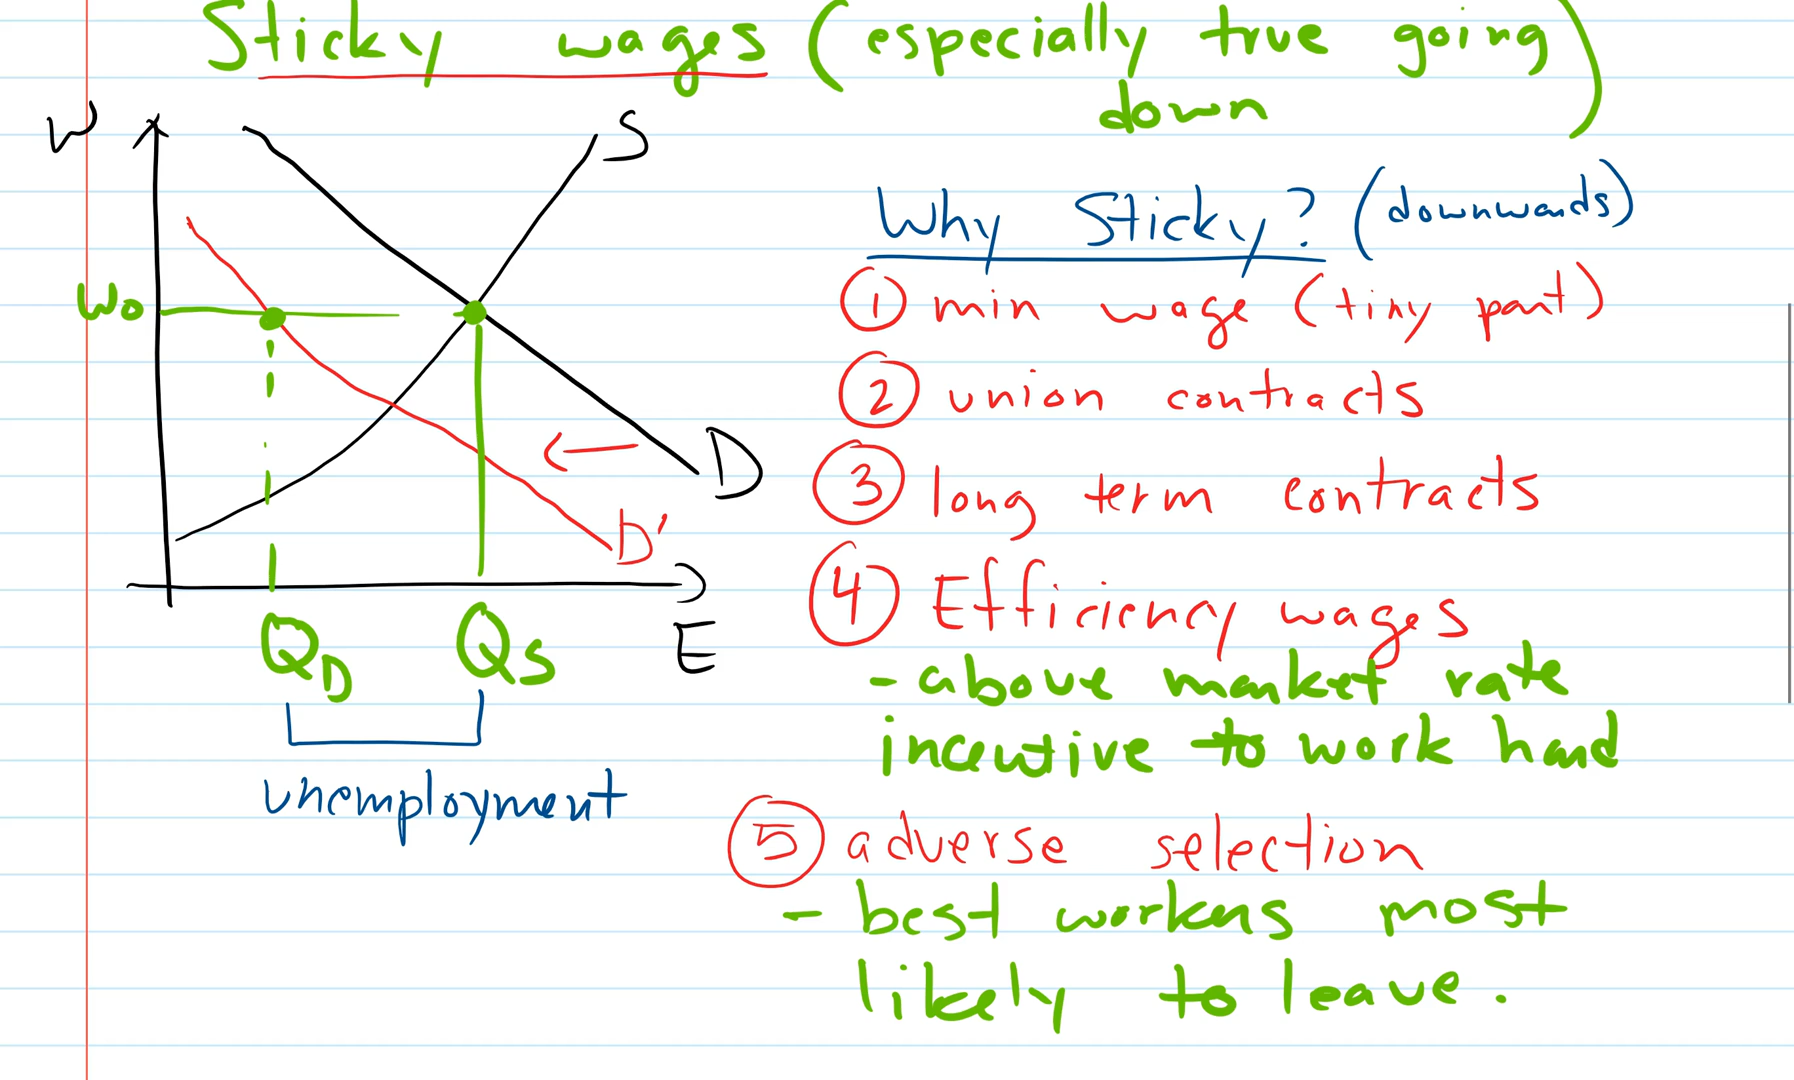 Sticky wages (especially true going
down)
W
S
Wo
D
D'
E
QD
QS
unemployment
Why Sticky? (downwards)
① min wage (tiny part)
② union contracts
③ long term contracts
④ Efficiency wages
- above market rate
incentive to work hard
⑤ adverse selection
- best workers most
likely to leave.